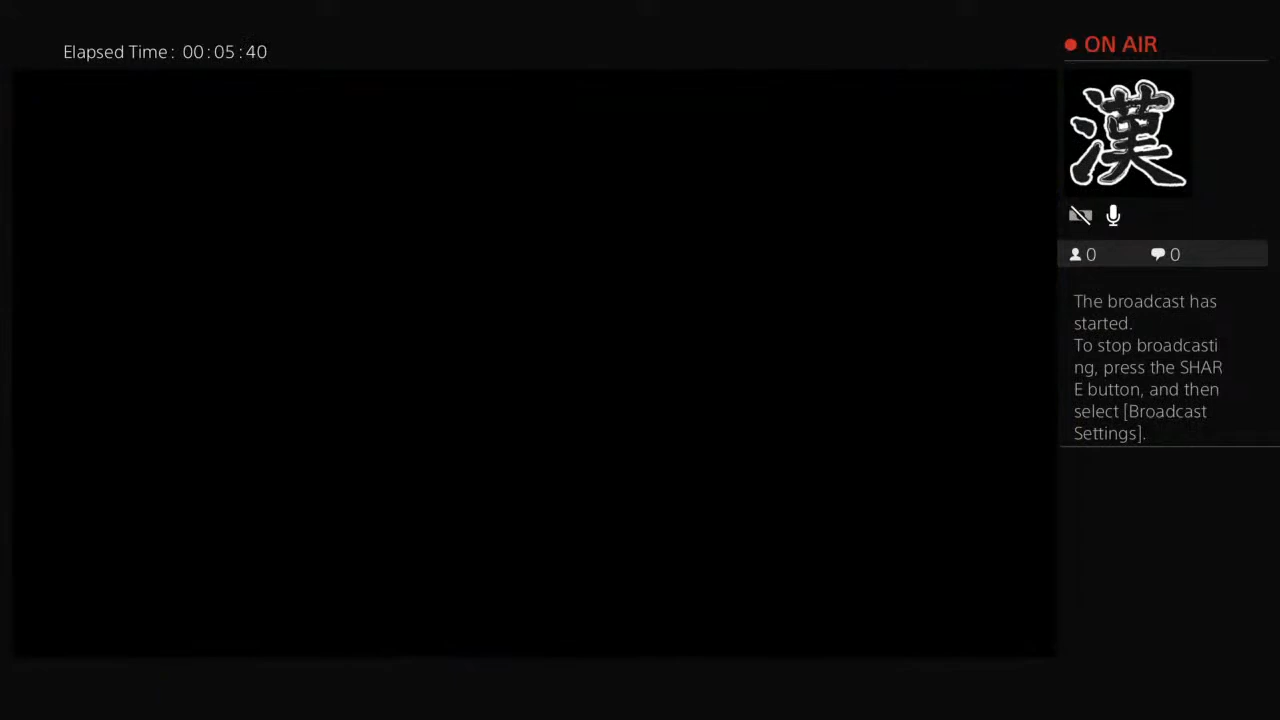 Elapsed Time: 00:05:40
ON AIR
漢
0 0
The broadcast has
started.
To stop broadcasti
ng, press the SHAR
E button, and then
select [Broadcast
Settings].